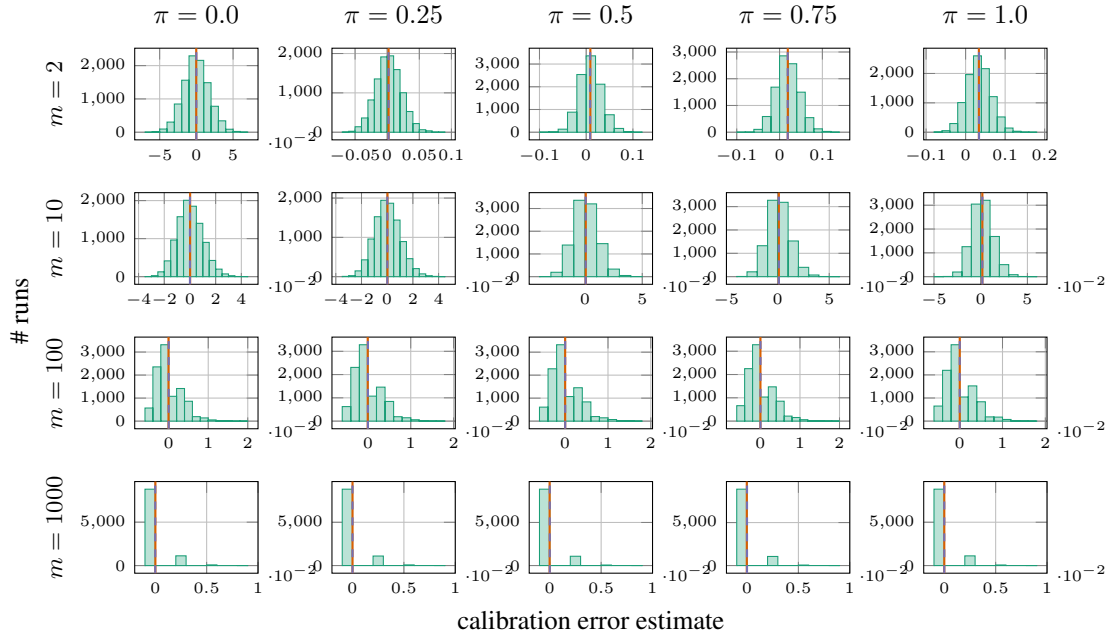 π = 0.0 π = 0.25 π = 0.5 π = 0.75 π = 1.0
m = 2
2,000 2,000 3,000 3,000 2,000
1,000 1,000 2,000 2,000 1,000
0 0 1,000 1,000 0
0 0
−5 0 5 ·10⁻² −0.05 0 0.05 0.1 −0.1 0 0.1 −0.1 0 0.1 −0.1 0 0.1 0.2
m = 10
2,000 2,000 3,000 3,000 3,000
1,000 1,000 2,000 2,000 2,000
0 0 1,000 1,000 1,000
0 0 0
−4 −2 0 2 4 ·10⁻² −4 −2 0 2 4 ·10⁻² 0 5 ·10⁻² −5 0 5 ·10⁻² −5 0 5 ·10⁻²
# runs
m = 100
3,000 3,000 3,000 3,000 3,000
2,000 2,000 2,000 2,000 2,000
1,000 1,000 1,000 1,000 1,000
0 0 0 0 0
0 1 2 ·10⁻² 0 1 2 ·10⁻² 0 1 2 ·10⁻² 0 1 2 ·10⁻² 0 1 2 ·10⁻²
m = 1000
5,000 5,000 5,000 5,000 5,000
0 0 0 0 0
0 0.5 1 ·10⁻² 0 0.5 1 ·10⁻² 0 0.5 1 ·10⁻² 0 0.5 1 ·10⁻² 0 0.5 1 ·10⁻²
calibration error estimate